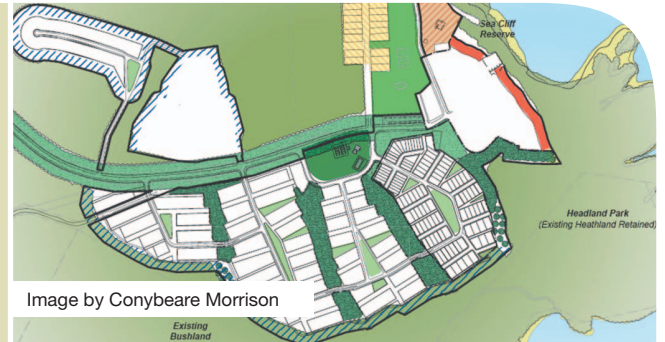 Sea Cliff
Reserve
Headland Park
(Existing Heathland Retained)
Image by Conybeare Morrison
Existing
Bushland